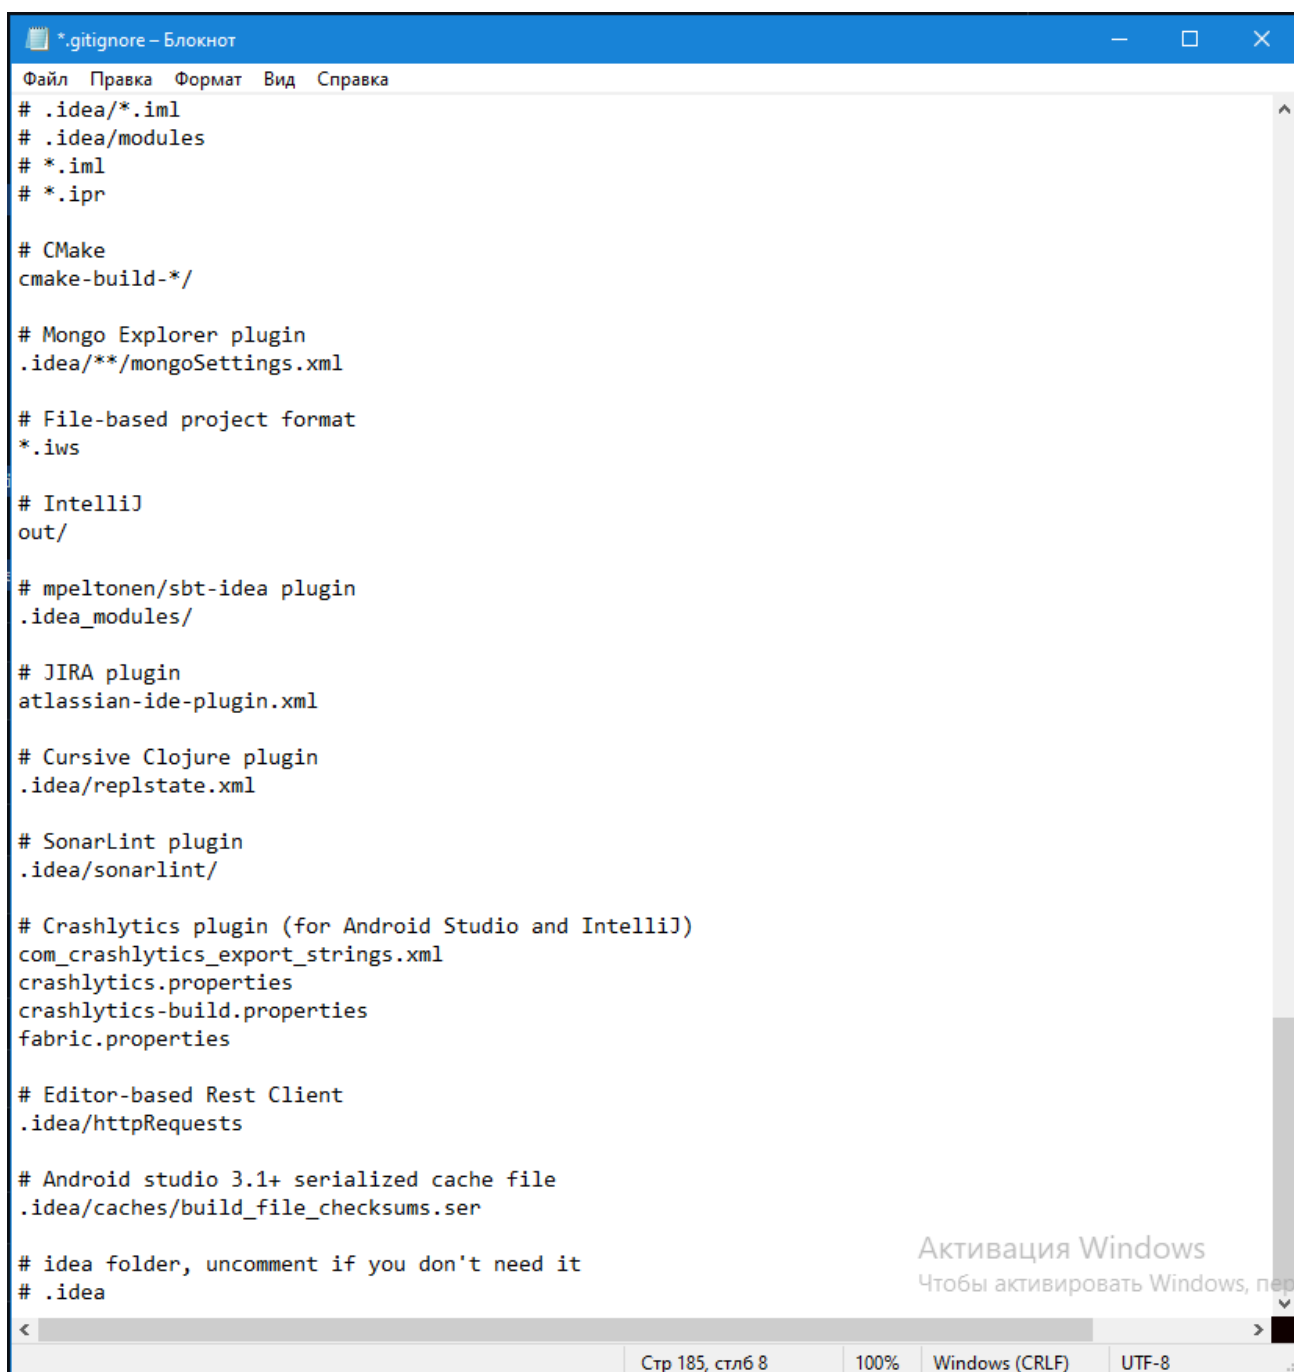 *.gitignore – Блокнот
Файл Правка Формат Вид Справка
# .idea/*.iml
# .idea/modules
# *.iml
# *.ipr
# CMake
cmake-build-*/
# Mongo Explorer plugin
.idea/**/mongoSettings.xml
# File-based project format
*.iws
# IntelliJ
out/
# mpeltonen/sbt-idea plugin
.idea_modules/
# JIRA plugin
atlassian-ide-plugin.xml
# Cursive Clojure plugin
.idea/replstate.xml
# SonarLint plugin
.idea/sonarlint/
# Crashlytics plugin (for Android Studio and IntelliJ)
com_crashlytics_export_strings.xml
crashlytics.properties
crashlytics-build.properties
fabric.properties
# Editor-based Rest Client
.idea/httpRequests
# Android studio 3.1+ serialized cache file
.idea/caches/build_file_checksums.ser
# idea folder, uncomment if you don't need it
# .idea
Активация Windows
Чтобы активировать Windows, пер
Стр 185, стлб 8 100% Windows (CRLF) UTF-8